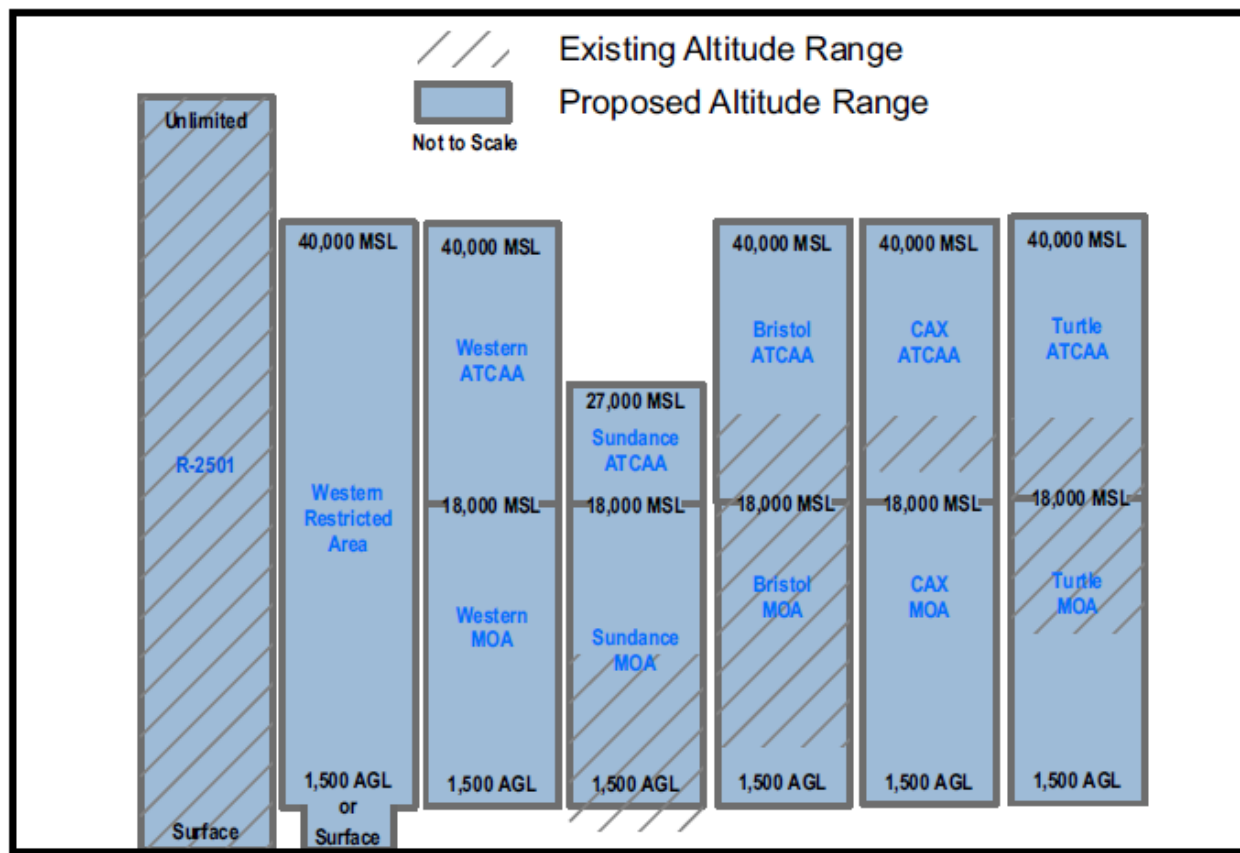 Existing Altitude Range
Proposed Altitude Range
Not to Scale
Unlimited
R-2501
Surface
40,000 MSL
Western
Restricted
Area
1,500 AGL
or
Surface
40,000 MSL
Western
ATCAA
18,000 MSL
Western
MOA
1,500 AGL
27,000 MSL
Sundance
ATCAA
18,000 MSL
Sundance
MOA
1,500 AGL
40,000 MSL
Bristol
ATCAA
18,000 MSL
Bristol
MOA
1,500 AGL
40,000 MSL
CAX
ATCAA
18,000 MSL
CAX
MOA
1,500 AGL
40,000 MSL
Turtle
ATCAA
18,000 MSL
Turtle
MOA
1,500 AGL